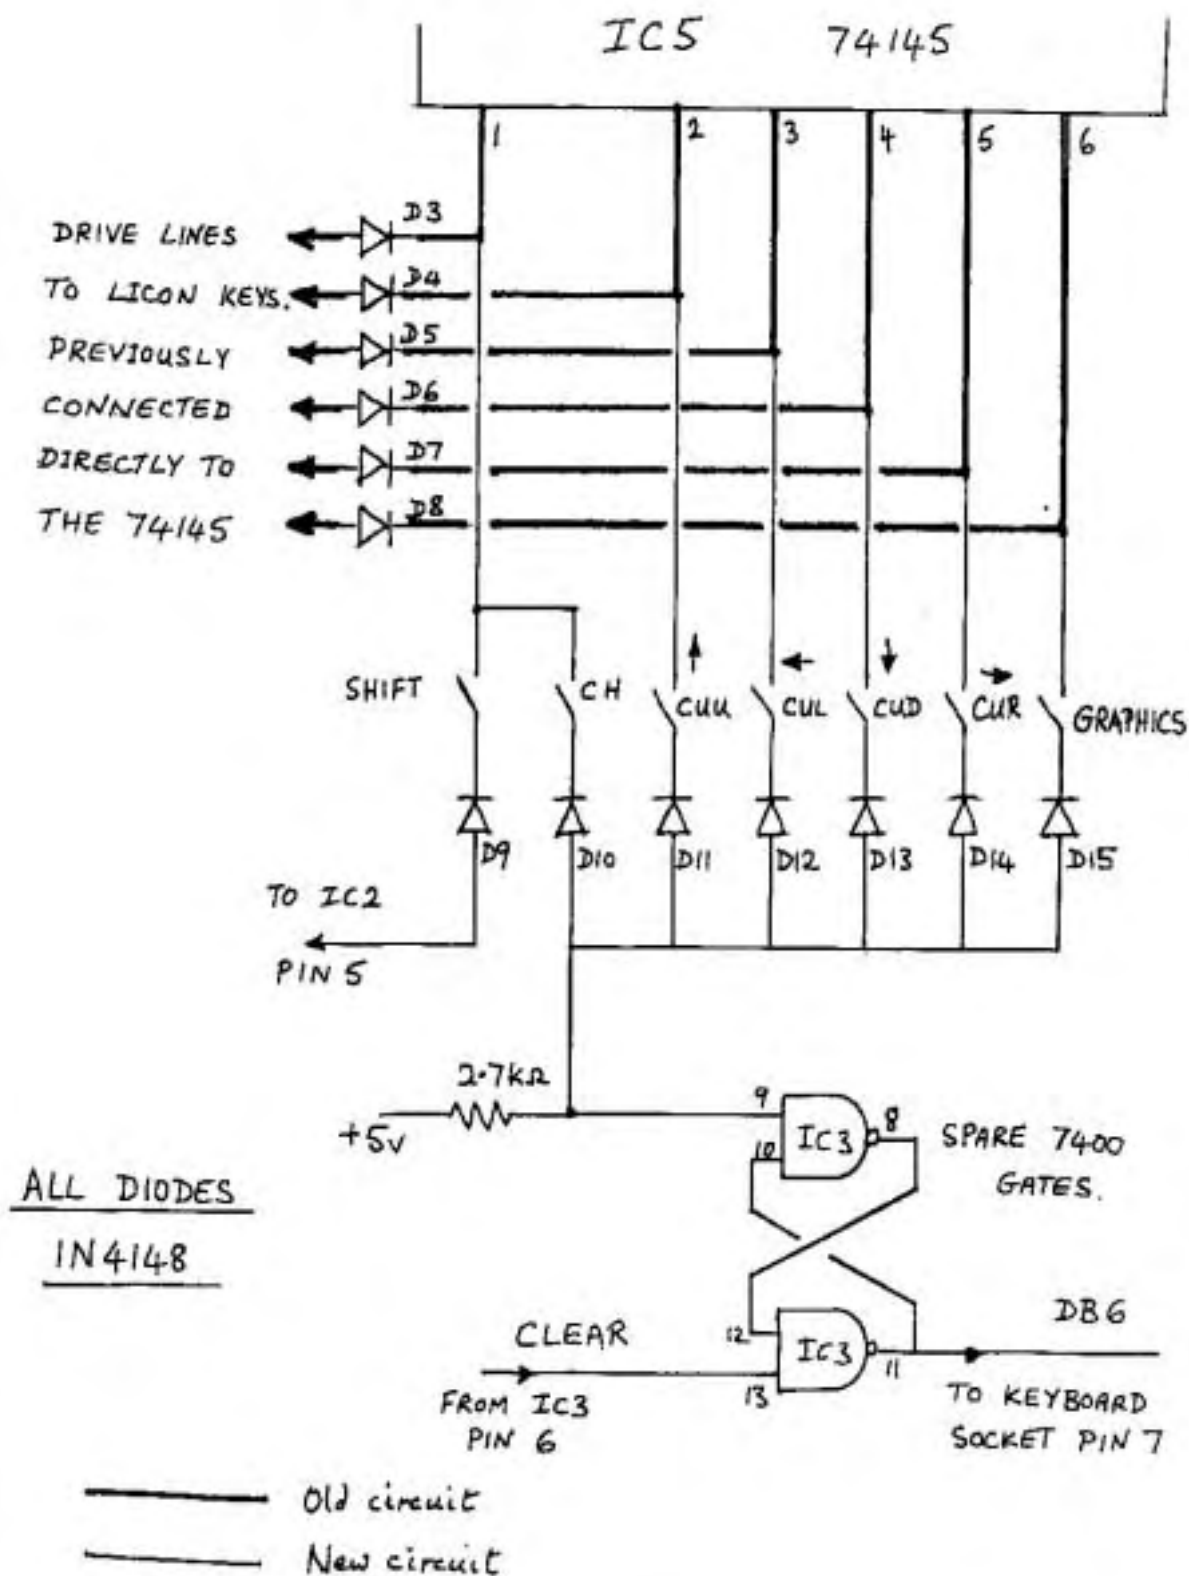 IC5 74145
1 2 3 4 5 6
DRIVE LINES D3
TO LICON KEYS. D4
PREVIOUSLY D5
CONNECTED D6
DIRECTLY TO D7
THE 74145 D8
SHIFT CH CUU CUL CUD CUR GRAPHICS
D9 D10 D11 D12 D13 D14 D15
TO IC2
PIN 5
2.7kΩ
+5v
9 IC3 8
10
SPARE 7400
GATES.
ALL DIODES
IN4148
CLEAR
12 IC3 11
13
DB6
FROM IC3
PIN 6
TO KEYBOARD
SOCKET PIN 7
Old circuit
New circuit